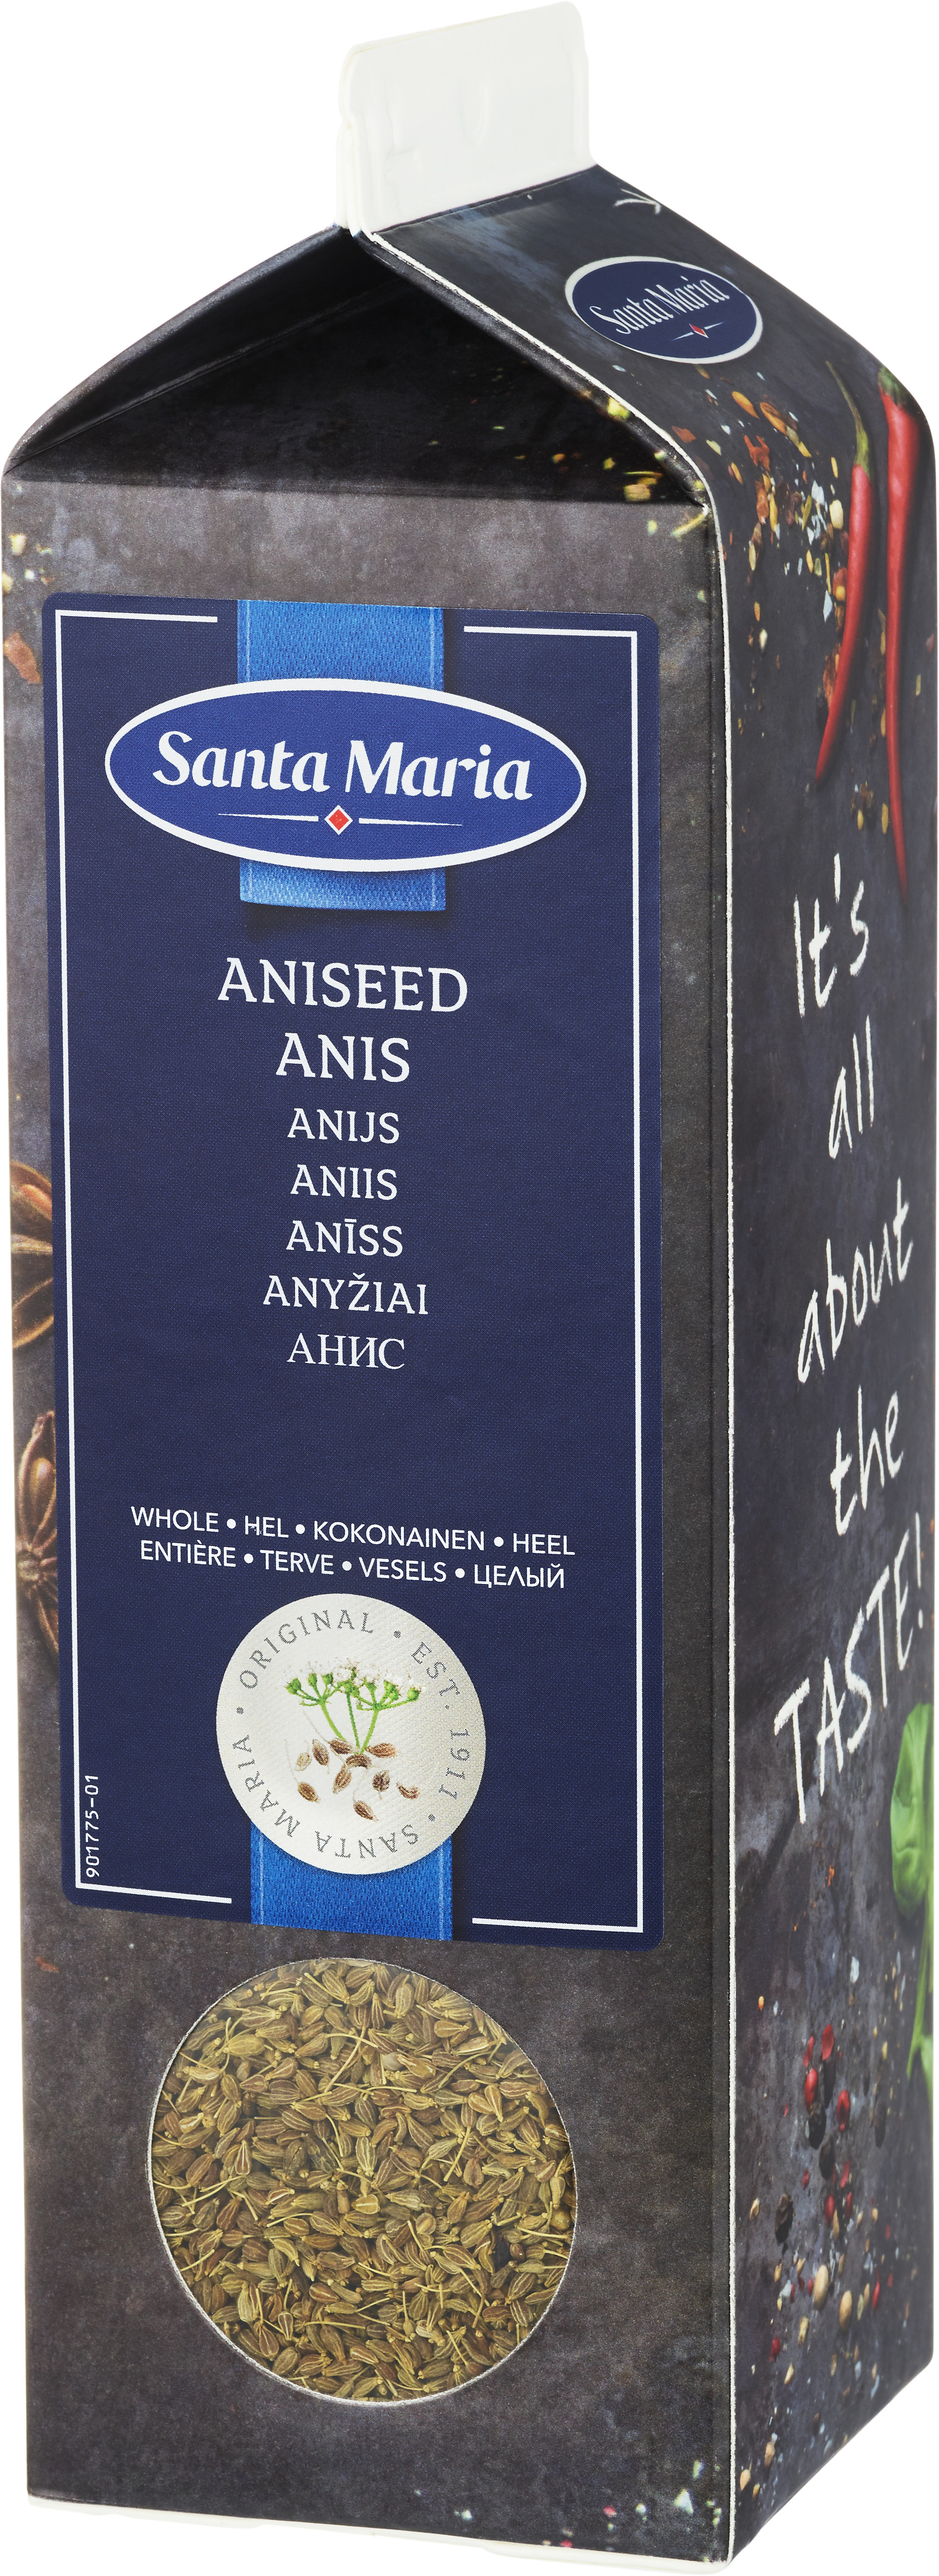 Santa Maria
Santa Maria
ANISEED
ANIS
ANIJS
ANIIS
ANĪSS
ANYŽIAI
АНИС
WHOLE • HEL • KOKONAINEN • HEEL
ENTIÈRE • TERVE • VESELS • ЦЕЛЫЙ
SANTA MARIA • ORIGINAL • EST. 1911 • 
901775-01
It's
all
about
the
TASTE!